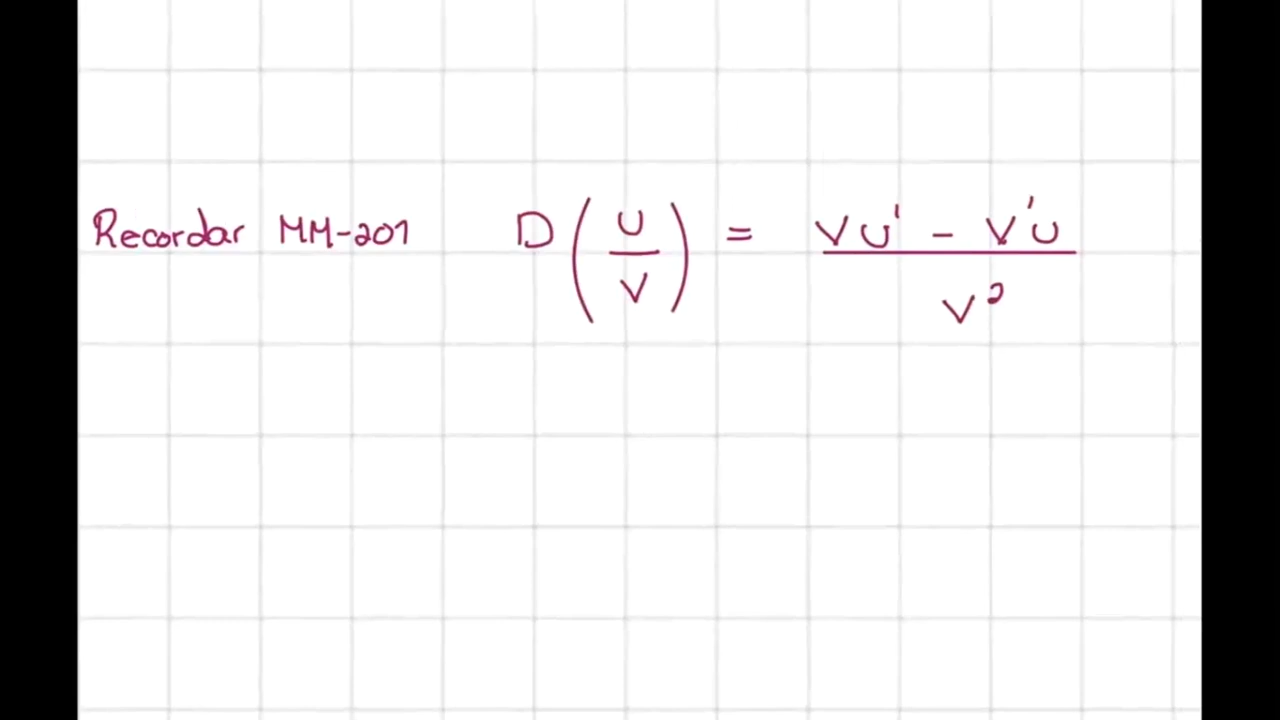 Recordar MM-201 D(U/V) = (VU' - V'U)/V²